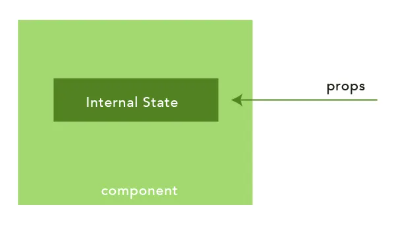 props
Internal State
component